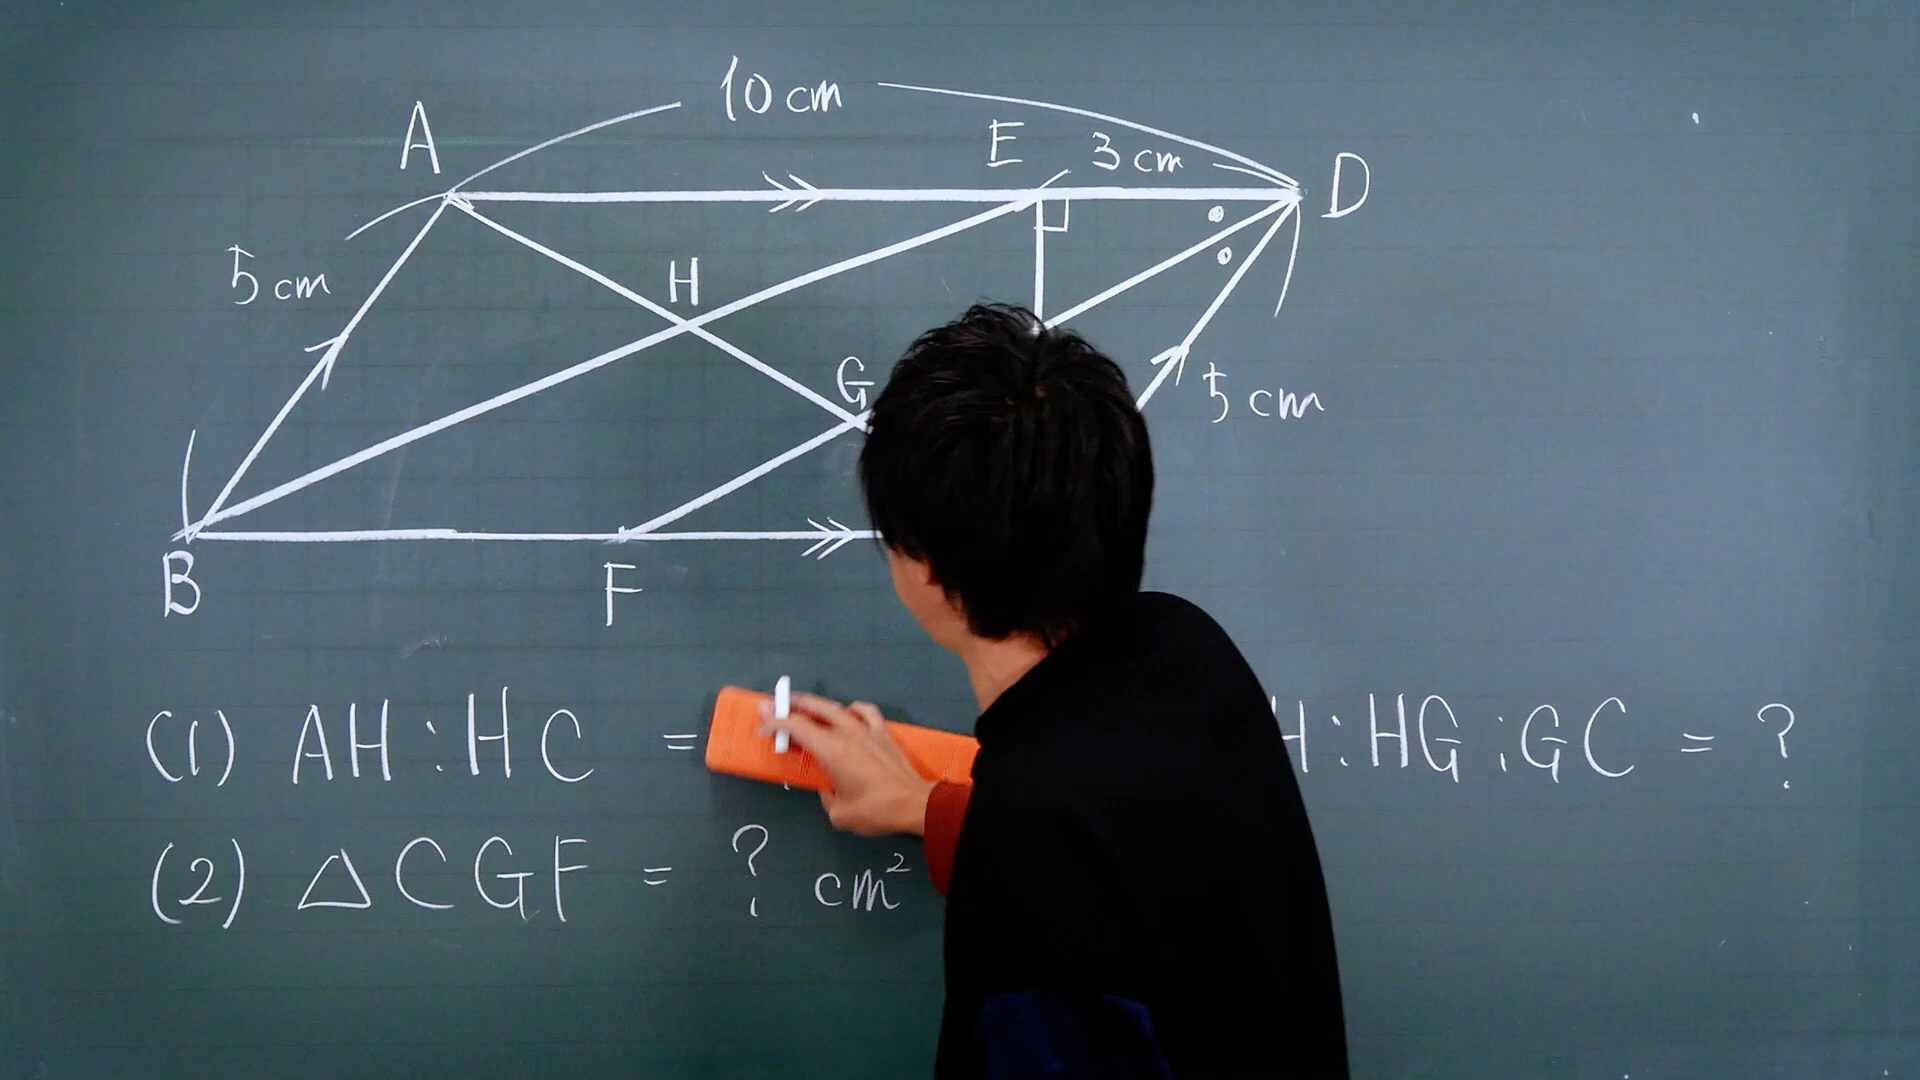 10 cm
A
E
3 cm
D
5 cm
H
G
5 cm
B
F
(1) AH : HC =
H : HG : GC = ?
(2) △CGF = ? cm²